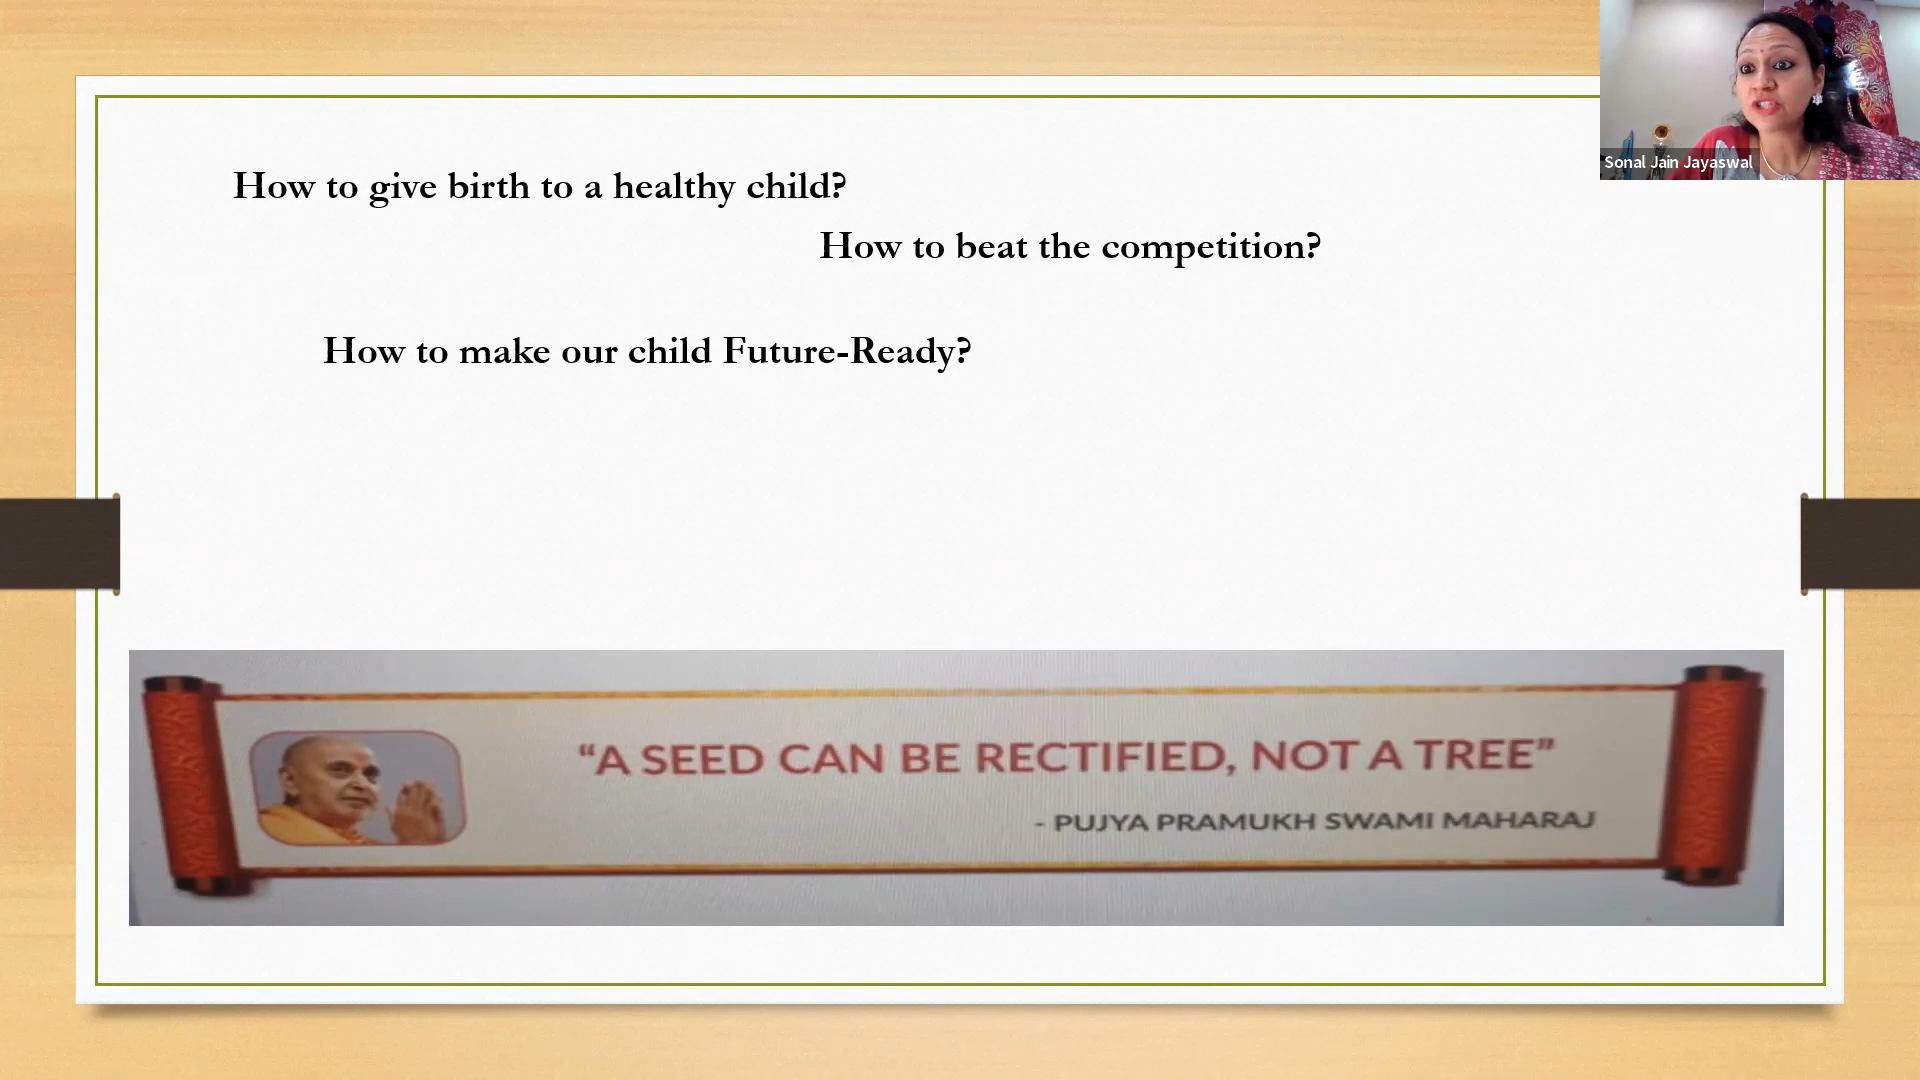 Sonal Jain Jayaswal
How to give birth to a healthy child?
How to beat the competition?
How to make our child Future-Ready?
“A SEED CAN BE RECTIFIED, NOT A TREE”
- PUJYA PRAMUKH SWAMI MAHARAJ